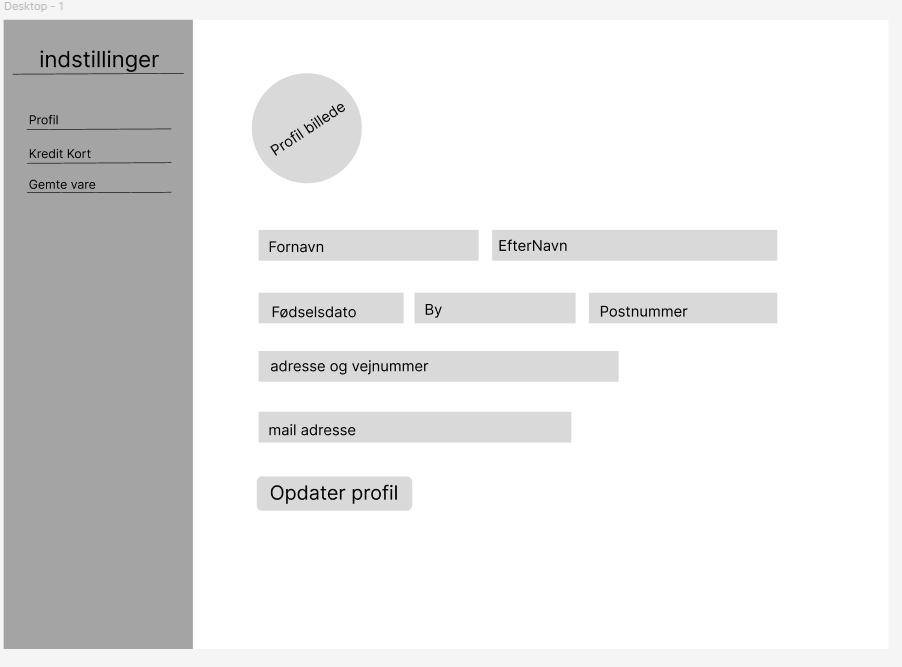 Desktop - 1
indstillinger
Profil
Kredit Kort
Gemte vare
Profil billede
Fornavn
EfterNavn
Fødselsdato
By
Postnummer
adresse og vejnummer
mail adresse
Opdater profil